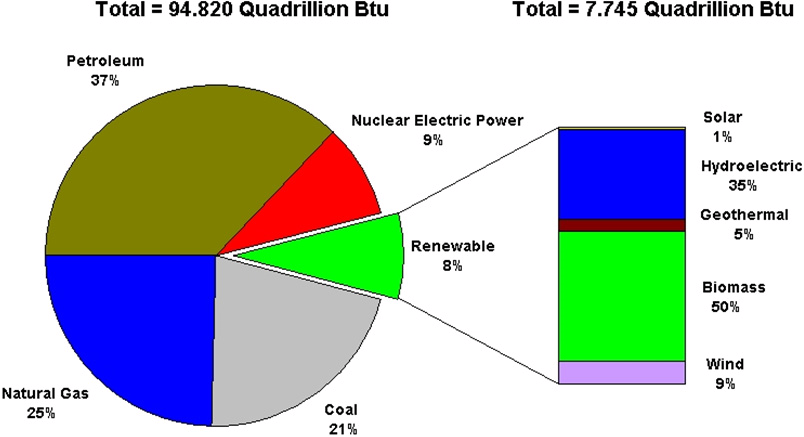 Total = 94.820 Quadrillion Btu
Total = 7.745 Quadrillion Btu
Petroleum
37%
Nuclear Electric Power
9%
Renewable
8%
Natural Gas
25%
Coal
21%
Solar
1%
Hydroelectric
35%
Geothermal
5%
Biomass
50%
Wind
9%